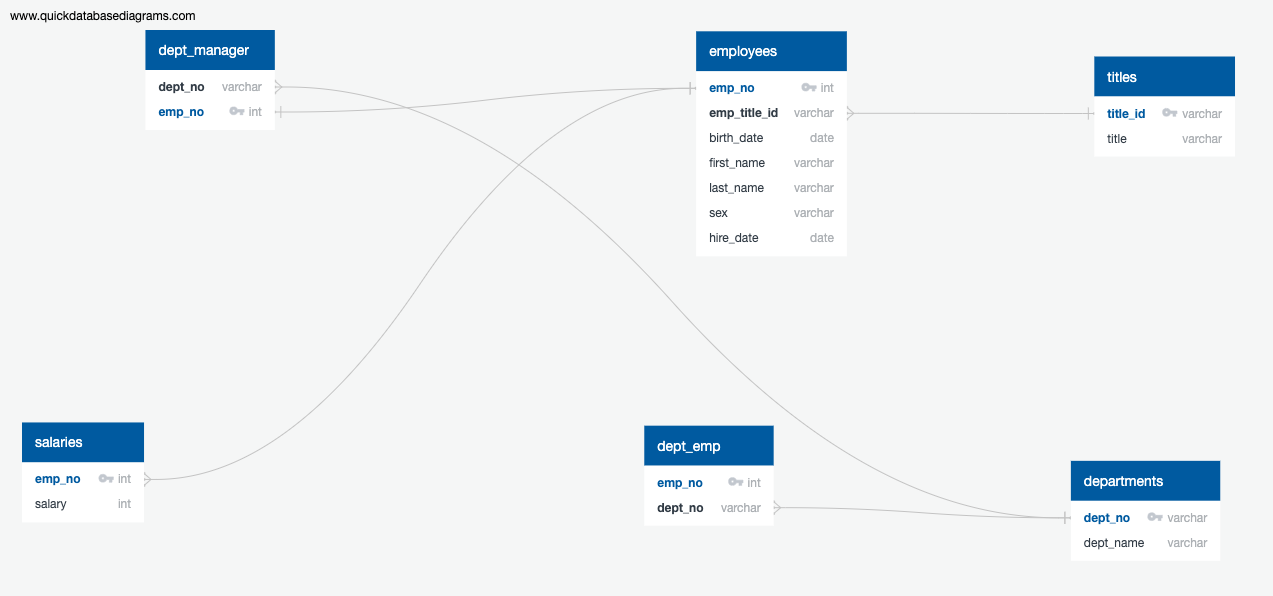 www.quickdatabasediagrams.com
dept_manager
dept_no varchar
emp_no int
employees
emp_no int
emp_title_id varchar
birth_date date
first_name varchar
last_name varchar
sex varchar
hire_date date
titles
title_id varchar
title varchar
salaries
emp_no int
salary int
dept_emp
emp_no int
dept_no varchar
departments
dept_no varchar
dept_name varchar